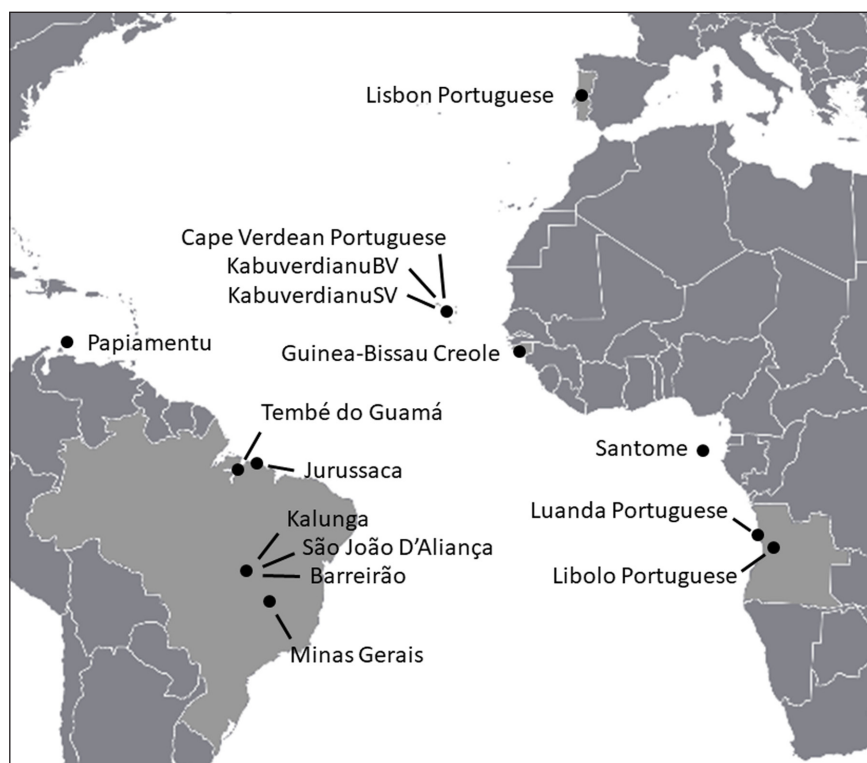 Lisbon Portuguese
Cape Verdean Portuguese
KabuverdianuBV
KabuverdianuSV
Papiamentu
Guinea-Bissau Creole
Tembé do Guamá
Jurussaca
Santome
Kalunga
São João D'Aliança
Barreirão
Luanda Portuguese
Libolo Portuguese
Minas Gerais